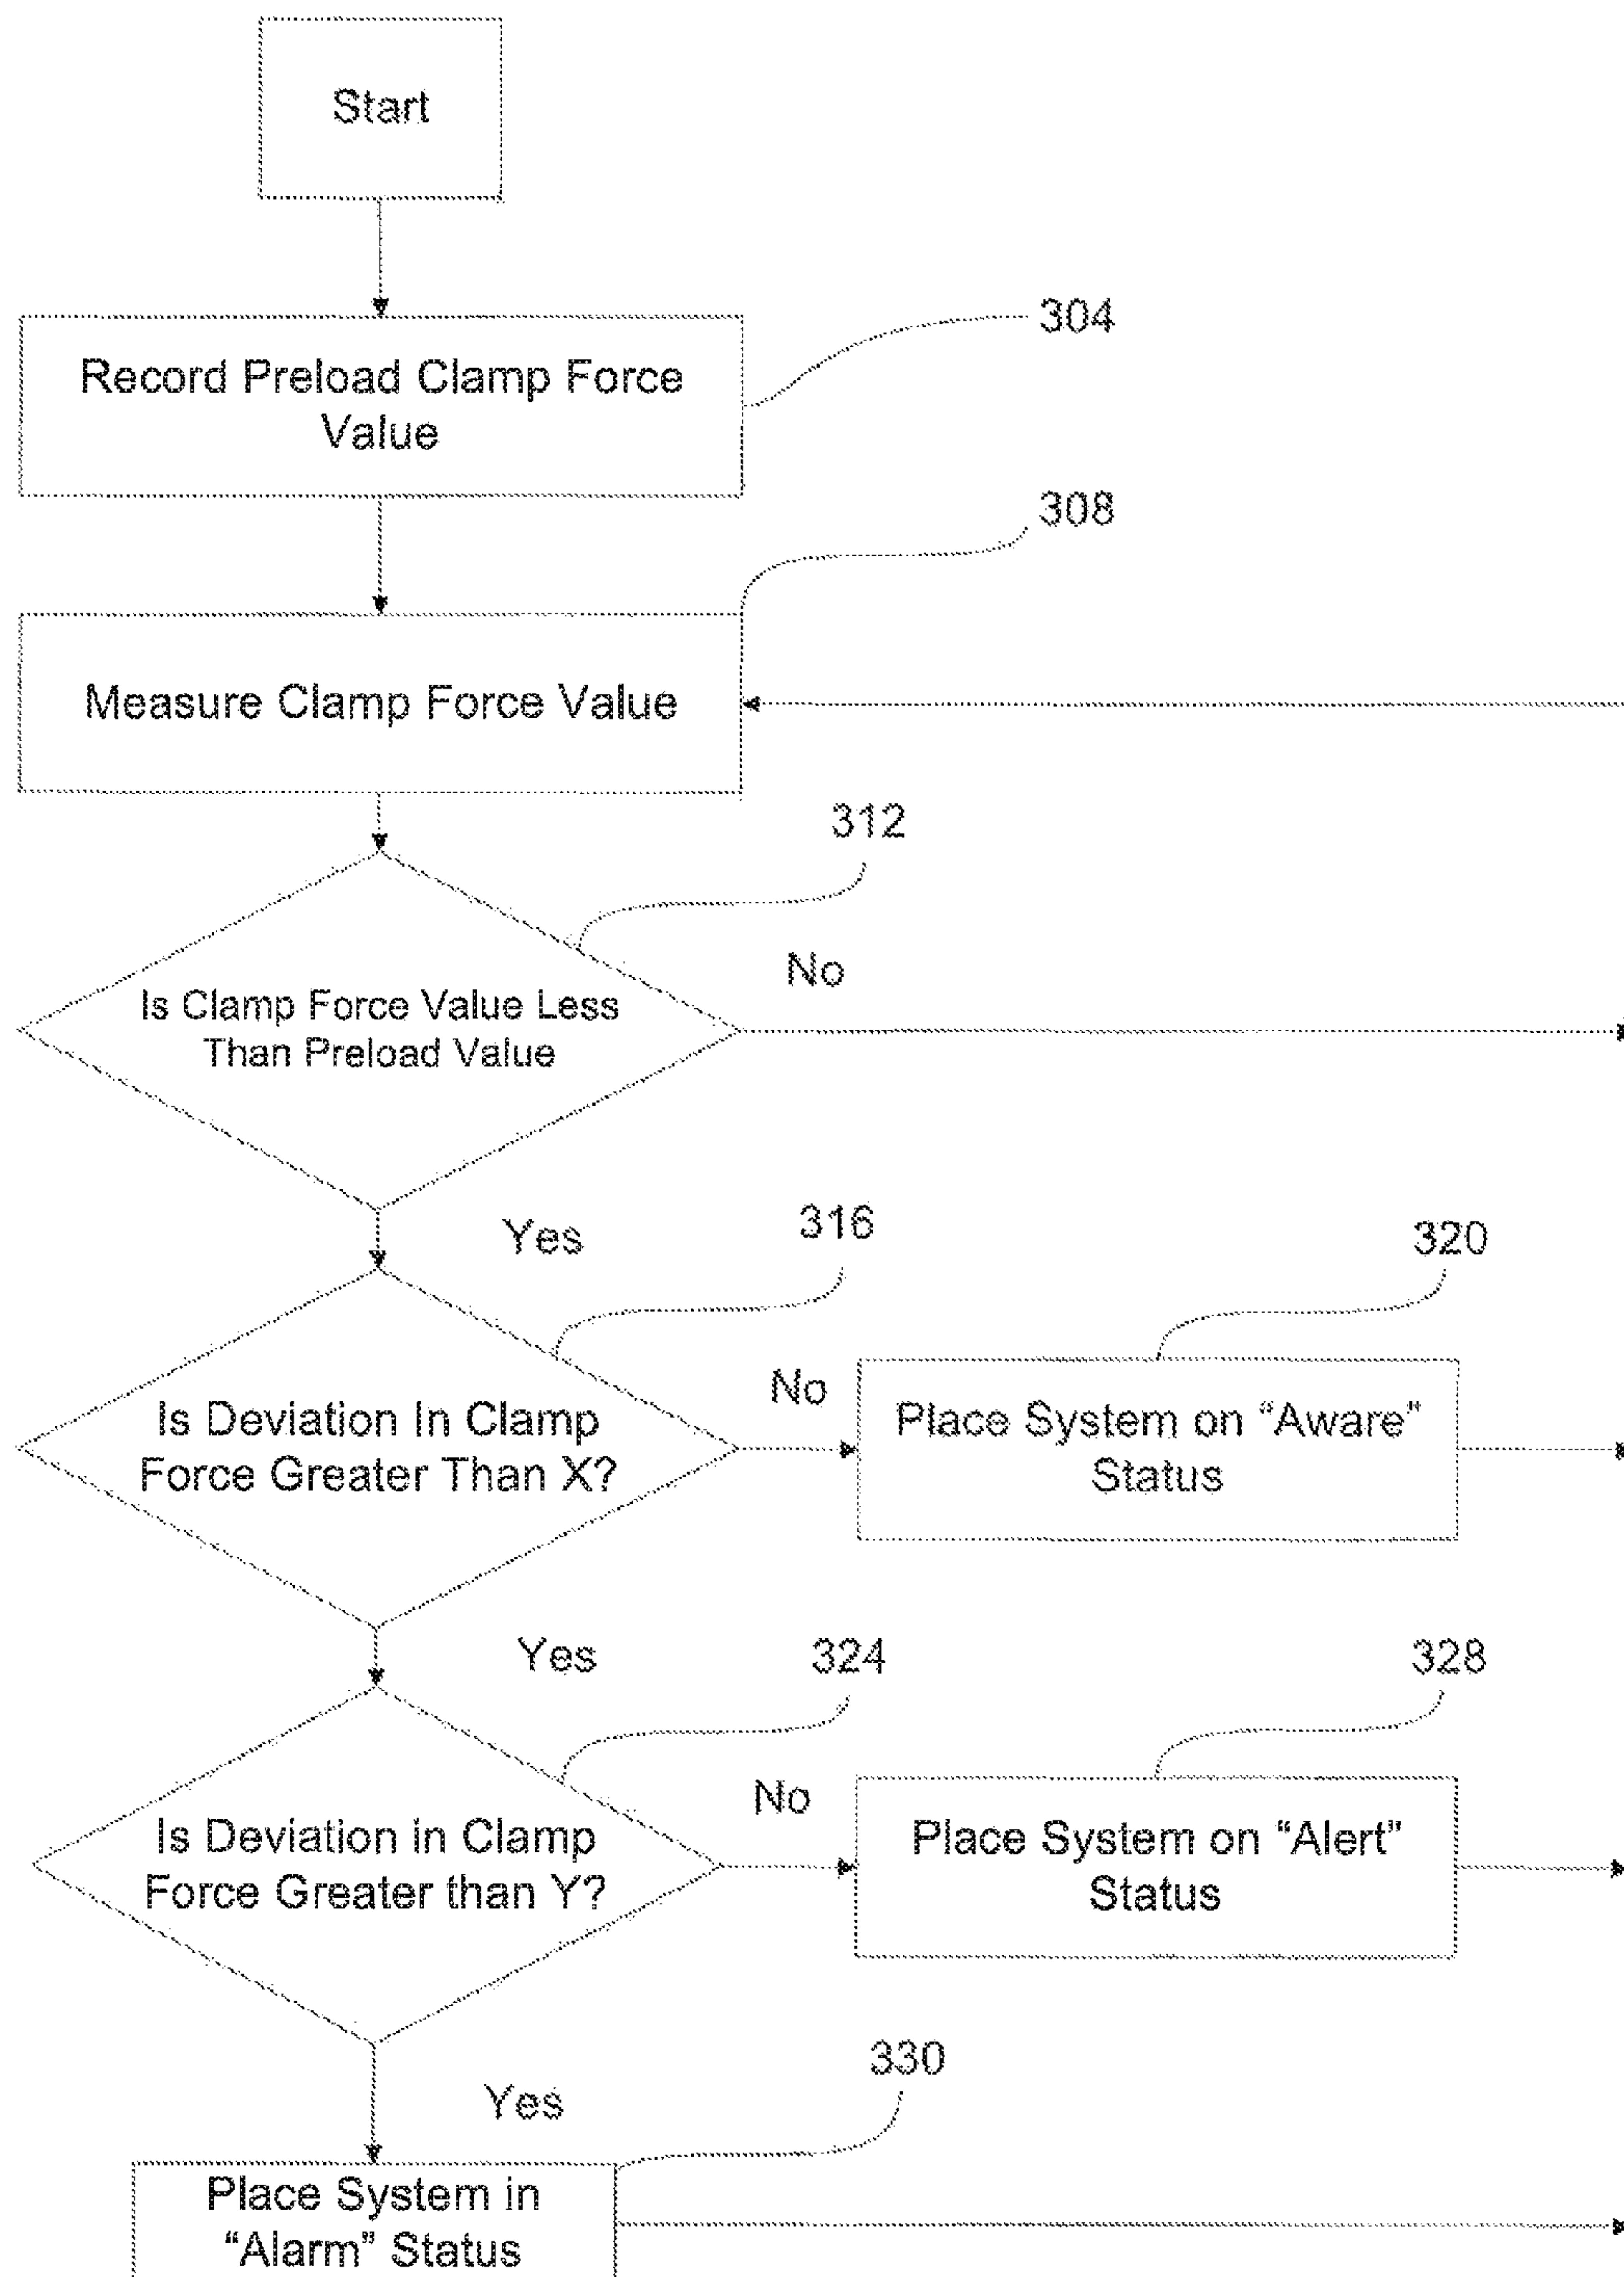 Start
304
Record Preload Clamp Force
Value
308
Measure Clamp Force Value
312
No
Is Clamp Force Value Less
Than Preload Value
Yes
316
320
No
Is Deviation In Clamp
Force Greater Than X?
Place System on “Aware”
Status
Yes
324
328
No
Is Deviation in Clamp
Force Greater than Y?
Place System on “Alert”
Status
330
Yes
Place System in
“Alarm” Status